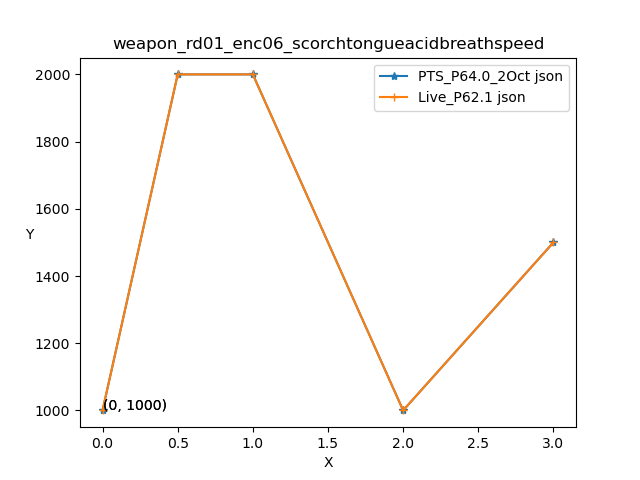 weapon_rd01_enc06_scorchtongueacidbreathspeed
PTS_P64.0_2Oct json
Live_P62.1 json
2000
1800
1600
Y
1400
1200
1000
(0, 1000)
0.0 0.5 1.0 1.5 2.0 2.5 3.0
X